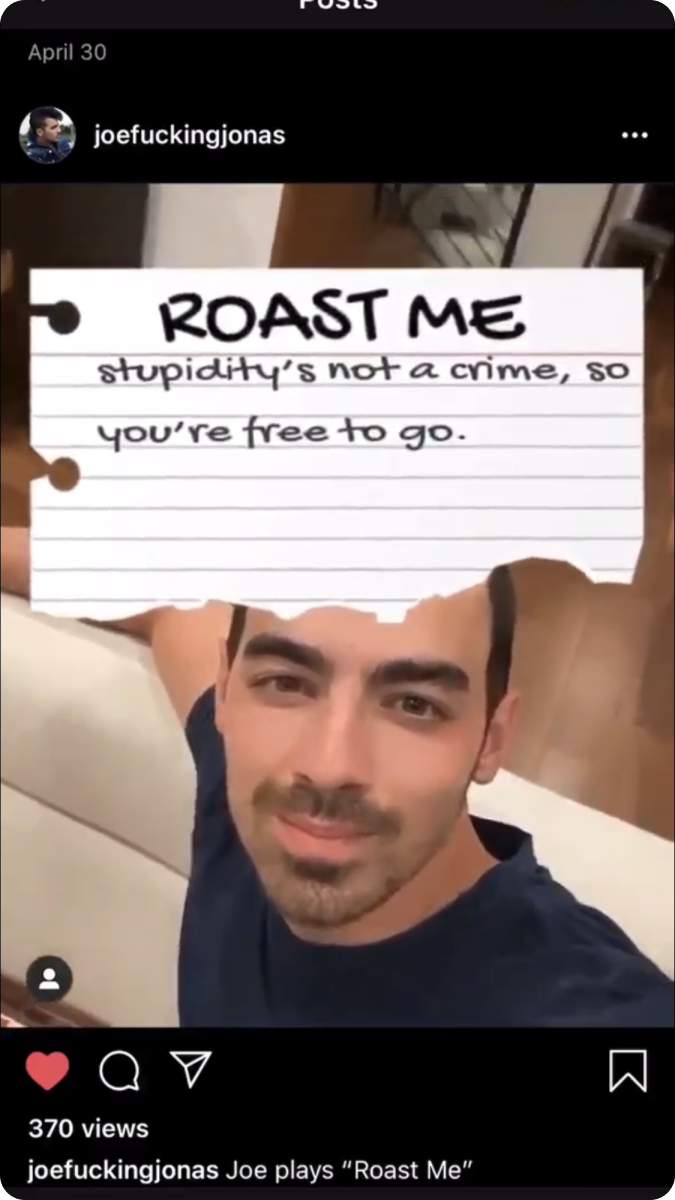 Posts
April 30
joefuckingjonas
ROAST ME
stupidity's not a crime, so
you're free to go.
370 views
joefuckingjonas Joe plays “Roast Me”